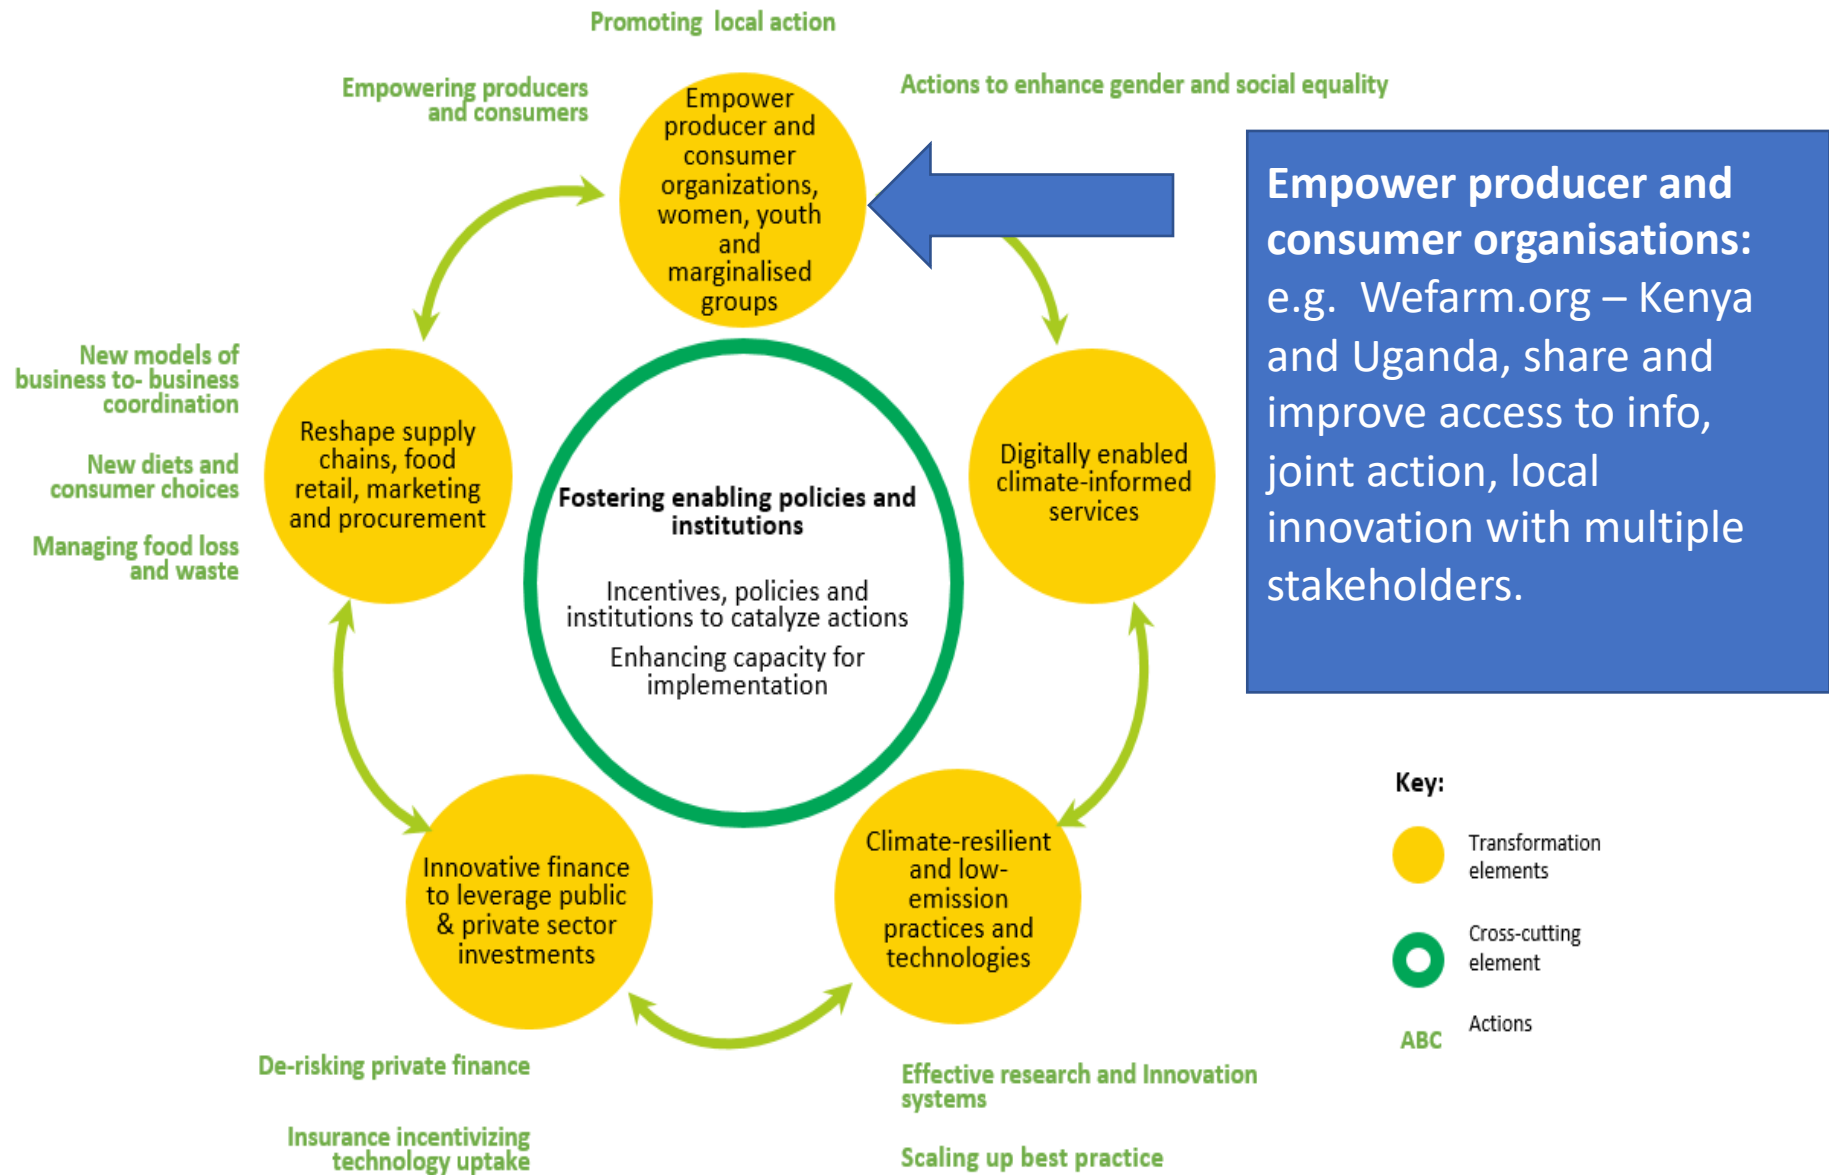 Promoting  local action
Empowering producers
and consumers
Actions to enhance gender and social equality
Empower
producer and
consumer
organizations,
women, youth
and
marginalised
groups
Empower producer and
consumer organisations:
e.g.  Wefarm.org – Kenya
and Uganda, share and
improve access to info,
joint action, local
innovation with multiple
stakeholders.
New models of
business to- business
coordination
New diets and
consumer choices
Managing food loss
and waste
Reshape supply
chains, food
retail, marketing
and procurement
Fostering enabling policies and
institutions
Incentives, policies and
institutions to catalyze actions
Enhancing capacity for
implementation
Digitally enabled
climate-informed
services
Innovative finance
to leverage public
& private sector
investments
Climate-resilient
and low-
emission
practices and
technologies
De-risking private finance
Insurance incentivizing
technology uptake
Effective research and Innovation
systems
Scaling up best practice
Key:
Transformation
elements
Cross-cutting
element
ABC
Actions